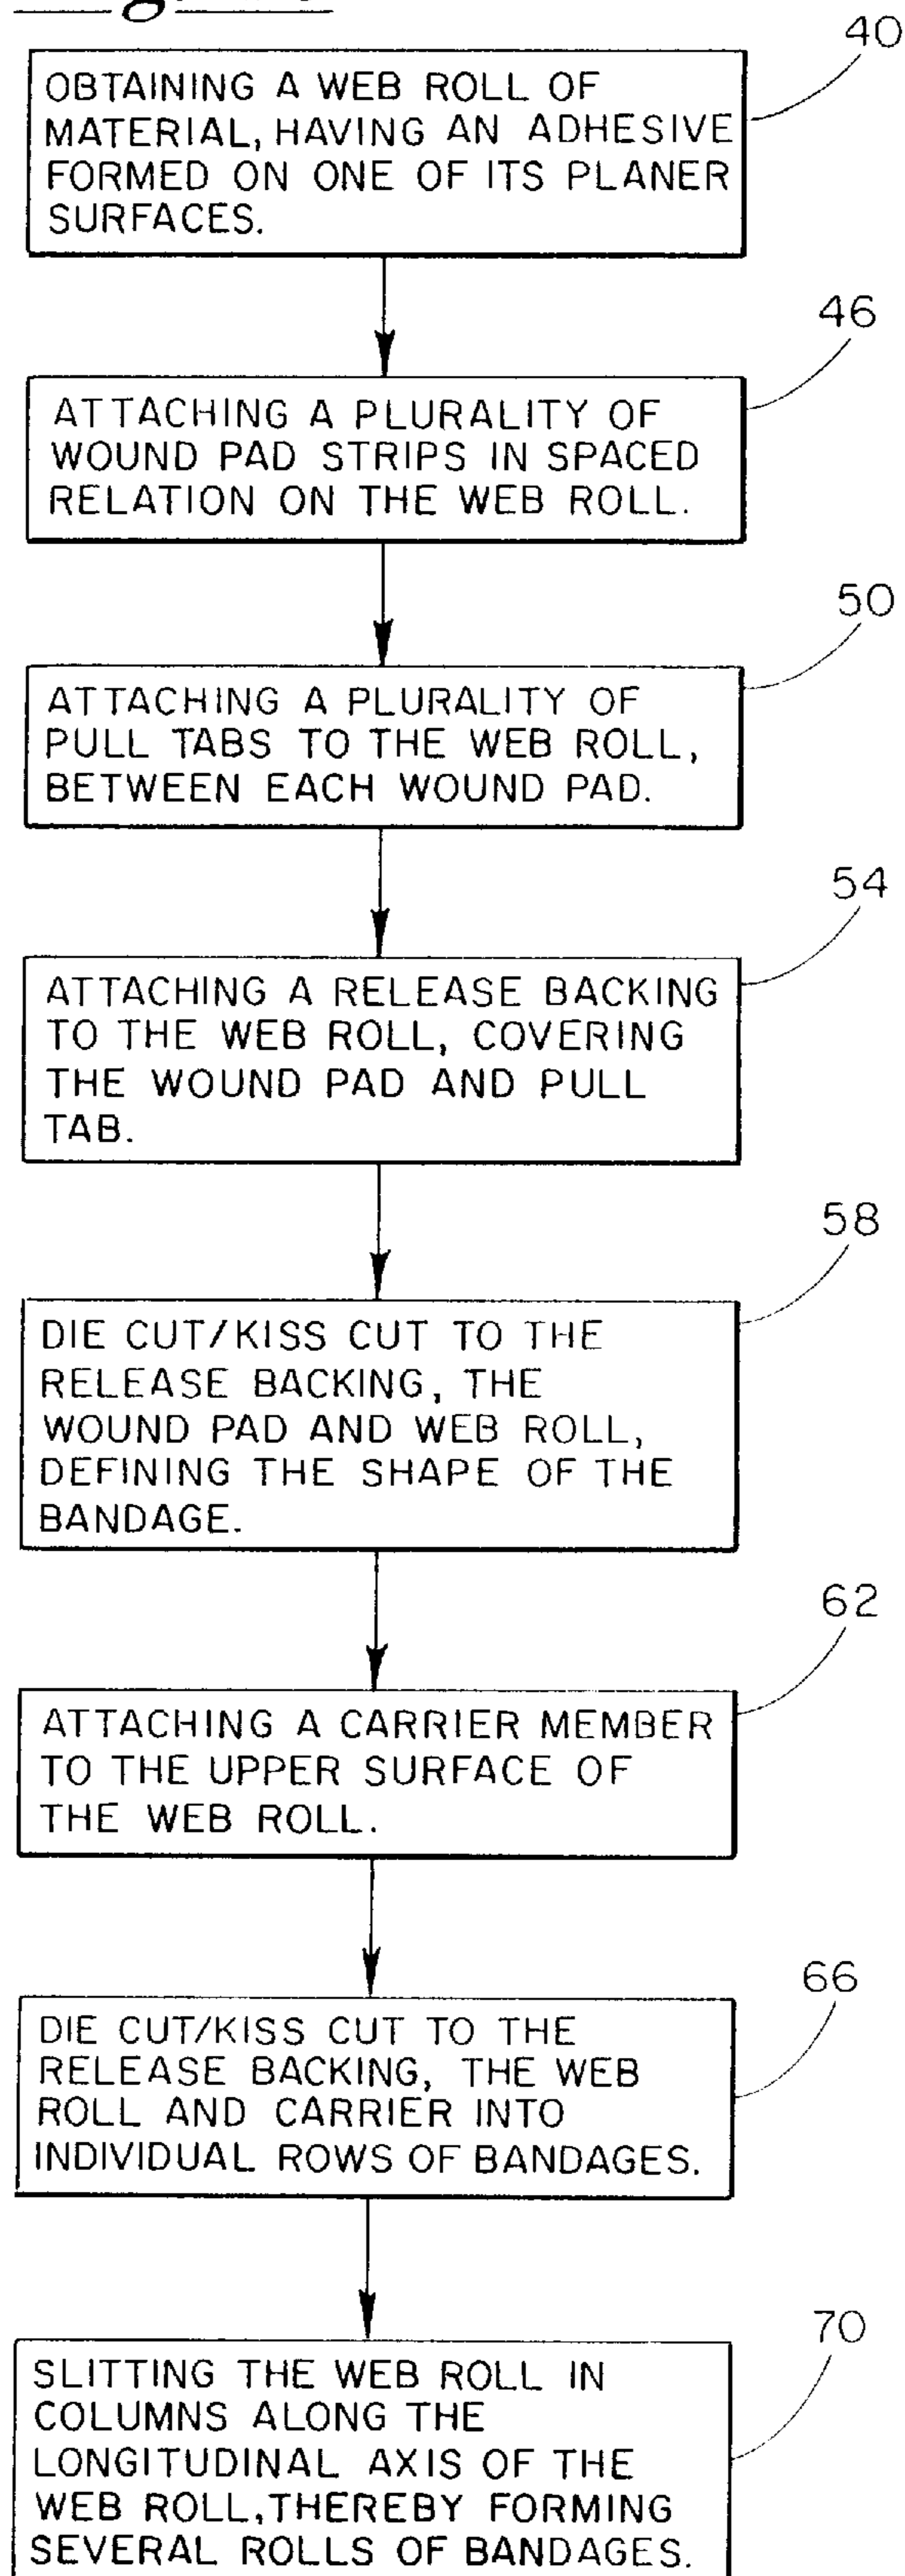 40
OBTAINING A WEB ROLL OF
MATERIAL, HAVING AN ADHESIVE
FORMED ON ONE OF ITS PLANER
SURFACES.
46
ATTACHING A PLURALITY OF
WOUND PAD STRIPS IN SPACED
RELATION ON THE WEB ROLL.
50
ATTACHING A PLURALITY OF
PULL TABS TO THE WEB ROLL,
BETWEEN EACH WOUND PAD.
54
ATTACHING A RELEASE BACKING
TO THE WEB ROLL, COVERING
THE WOUND PAD AND PULL
TAB.
58
DIE CUT/KISS CUT TO THE
RELEASE BACKING, THE
WOUND PAD AND WEB ROLL,
DEFINING THE SHAPE OF THE
BANDAGE.
62
ATTACHING A CARRIER MEMBER
TO THE UPPER SURFACE OF
THE WEB ROLL.
66
DIE CUT/KISS CUT TO THE
RELEASE BACKING, THE WEB
ROLL AND CARRIER INTO
INDIVIDUAL ROWS OF BANDAGES.
70
SLITTING THE WEB ROLL IN
COLUMNS ALONG THE
LONGITUDINAL AXIS OF THE
WEB ROLL, THEREBY FORMING
SEVERAL ROLLS OF BANDAGES.